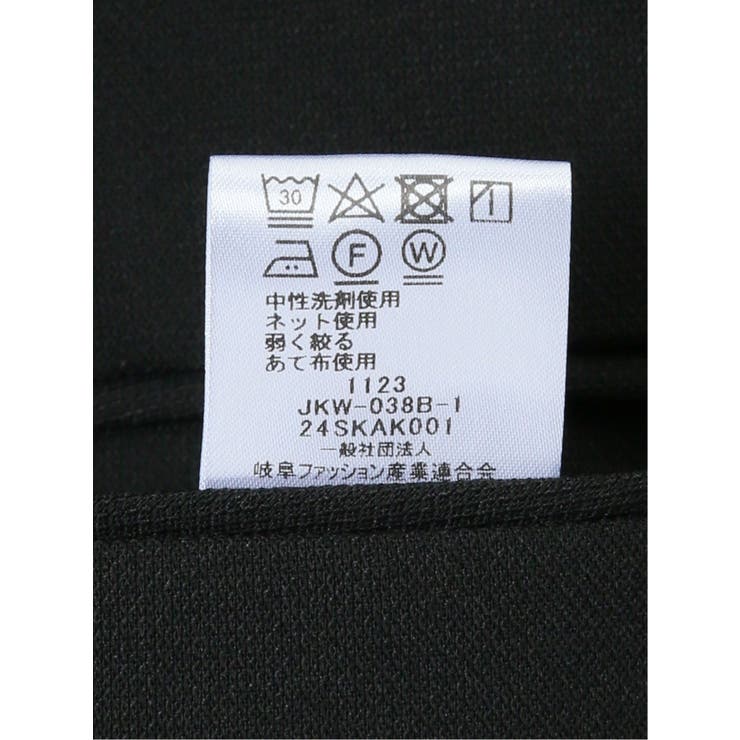 30
F W
中性洗剤使用
ネット使用
弱く絞る
あて布使用
1123
JKW-038B-1
24SKAK001
一般社団法人
岐阜ファッション産業連合会